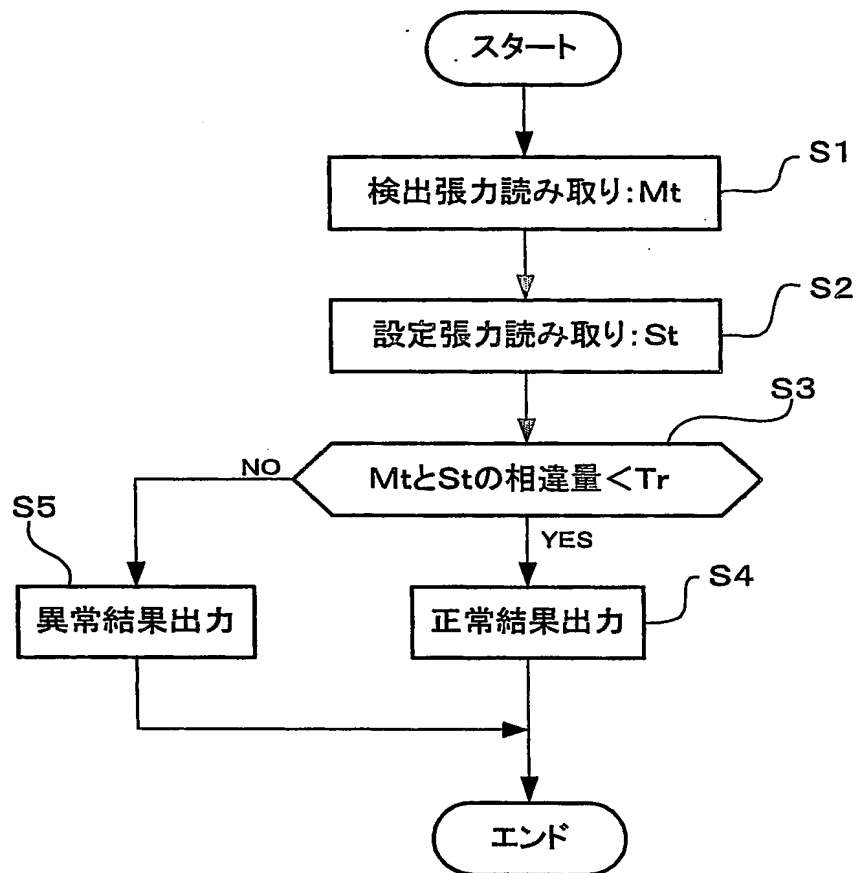 スタート
S1
検出張力読み取り：Mt
S2
設定張力読み取り：St
S3
MtとStの相違量＜Tr
NO
YES
S5
異常結果出力
S4
正常結果出力
エンド